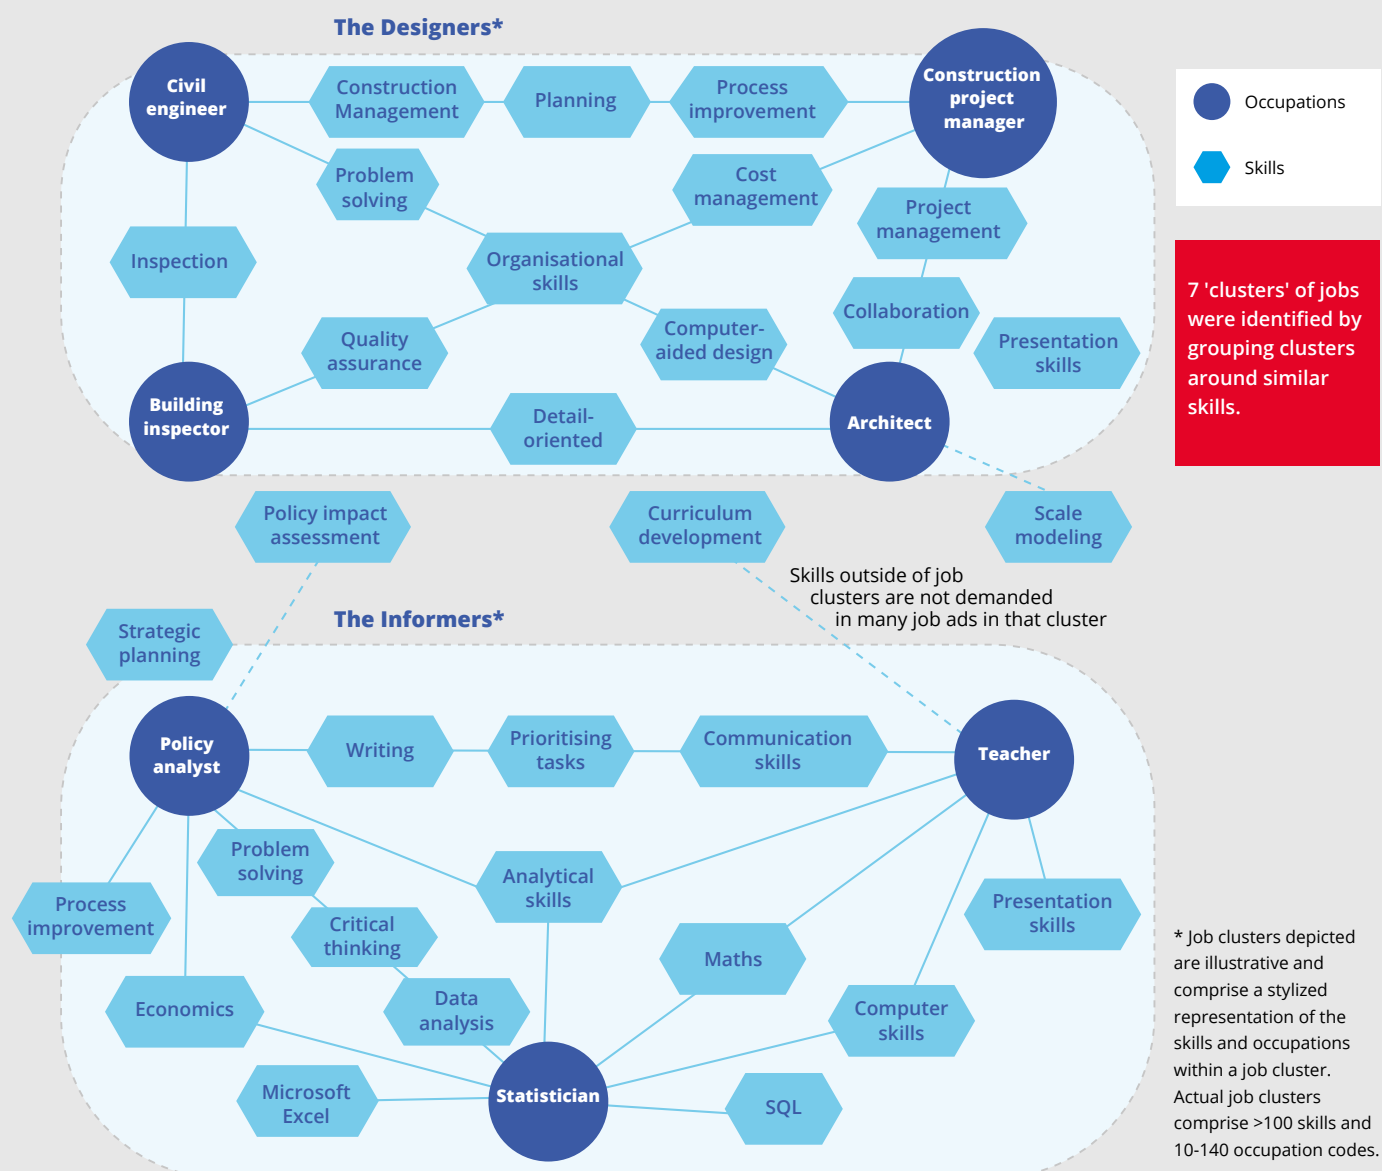 The Designers*
Civil
engineer
Construction
Management
Planning
Process
improvement
Construction
project
manager
Occupations
Skills
Problem
solving
Cost
management
Project
management
Inspection
Organisational
skills
Collaboration
Quality
assurance
Computer-
aided design
Presentation
skills
7 'clusters' of jobs
were identified by
grouping clusters
around similar
skills.
Building
inspector
Detail-
oriented
Architect
Policy impact
assessment
Curriculum
development
Scale
modeling
Skills outside of job
clusters are not demanded
in many job ads in that cluster
The Informers*
Strategic
planning
Policy
analyst
Writing
Prioritising
tasks
Communication
skills
Teacher
Problem
solving
Analytical
skills
Process
improvement
Critical
thinking
Maths
Presentation
skills
Economics
Data
analysis
Computer
skills
Microsoft
Excel
Statistician
SQL
* Job clusters depicted
are illustrative and
comprise a stylized
representation of the
skills and occupations
within a job cluster.
Actual job clusters
comprise >100 skills and
10-140 occupation codes.